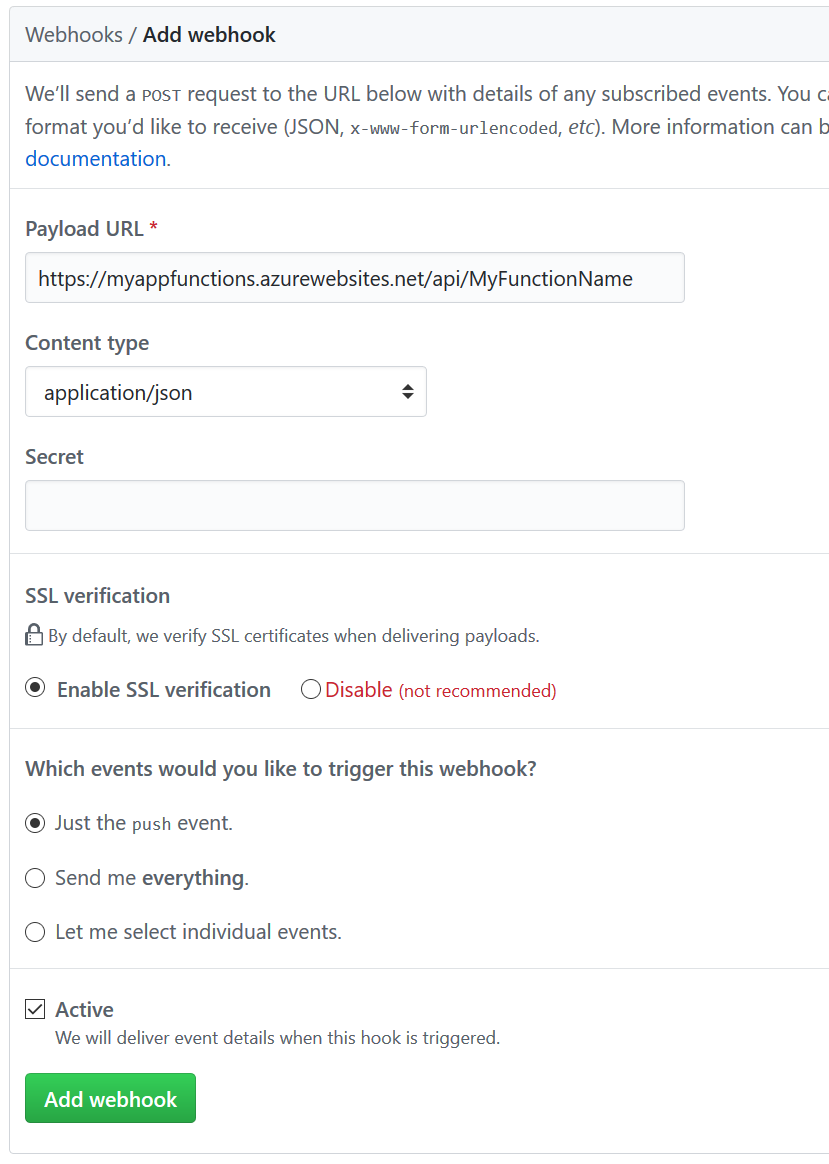 Webhooks / Add webhook
We’ll send a POST request to the URL below with details of any subscribed events. You
format you’d like to receive (JSON, x-www-form-urlencoded, etc). More information can
documentation.
Payload URL *
https://myappfunctions.azurewebsites.net/api/MyFunctionName
Content type
application/json
Secret
SSL verification
By default, we verify SSL certificates when delivering payloads.
Enable SSL verification Disable (not recommended)
Which events would you like to trigger this webhook?
Just the push event.
Send me everything.
Let me select individual events.
Active
We will deliver event details when this hook is triggered.
Add webhook